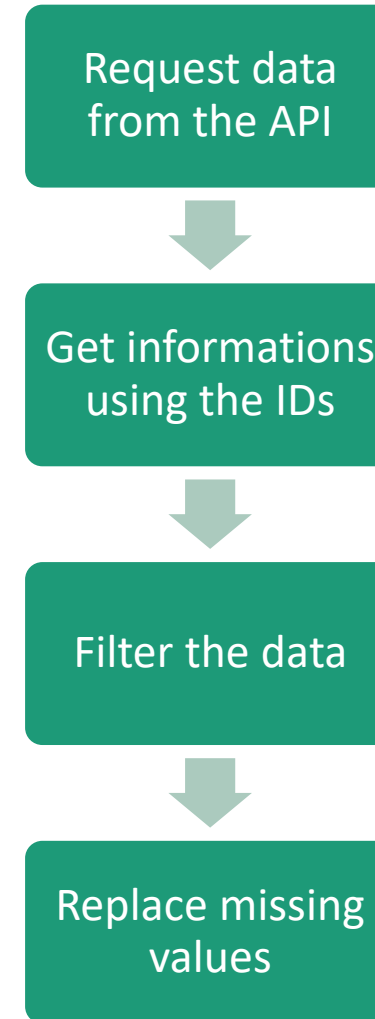 Request data
from the API
Get informations
using the IDs
Filter the data
Replace missing
values